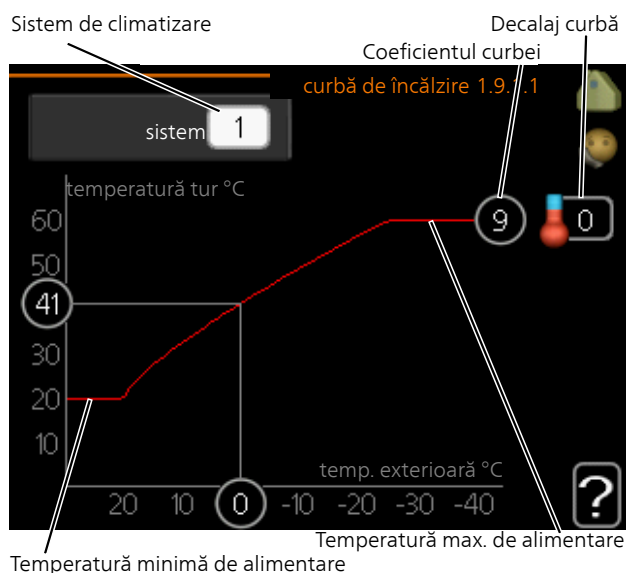 Sistem de climatizare
Decalaj curbă
Coeficientul curbei
curbă de încălzire 1.9.1.1
sistem 1
temperatură tur °C
60
50
41
30
20
10
9
0
temp. exterioară °C
20 10 0 -10 -20 -30 -40
?
Temperatură max. de alimentare
Temperatură minimă de alimentare